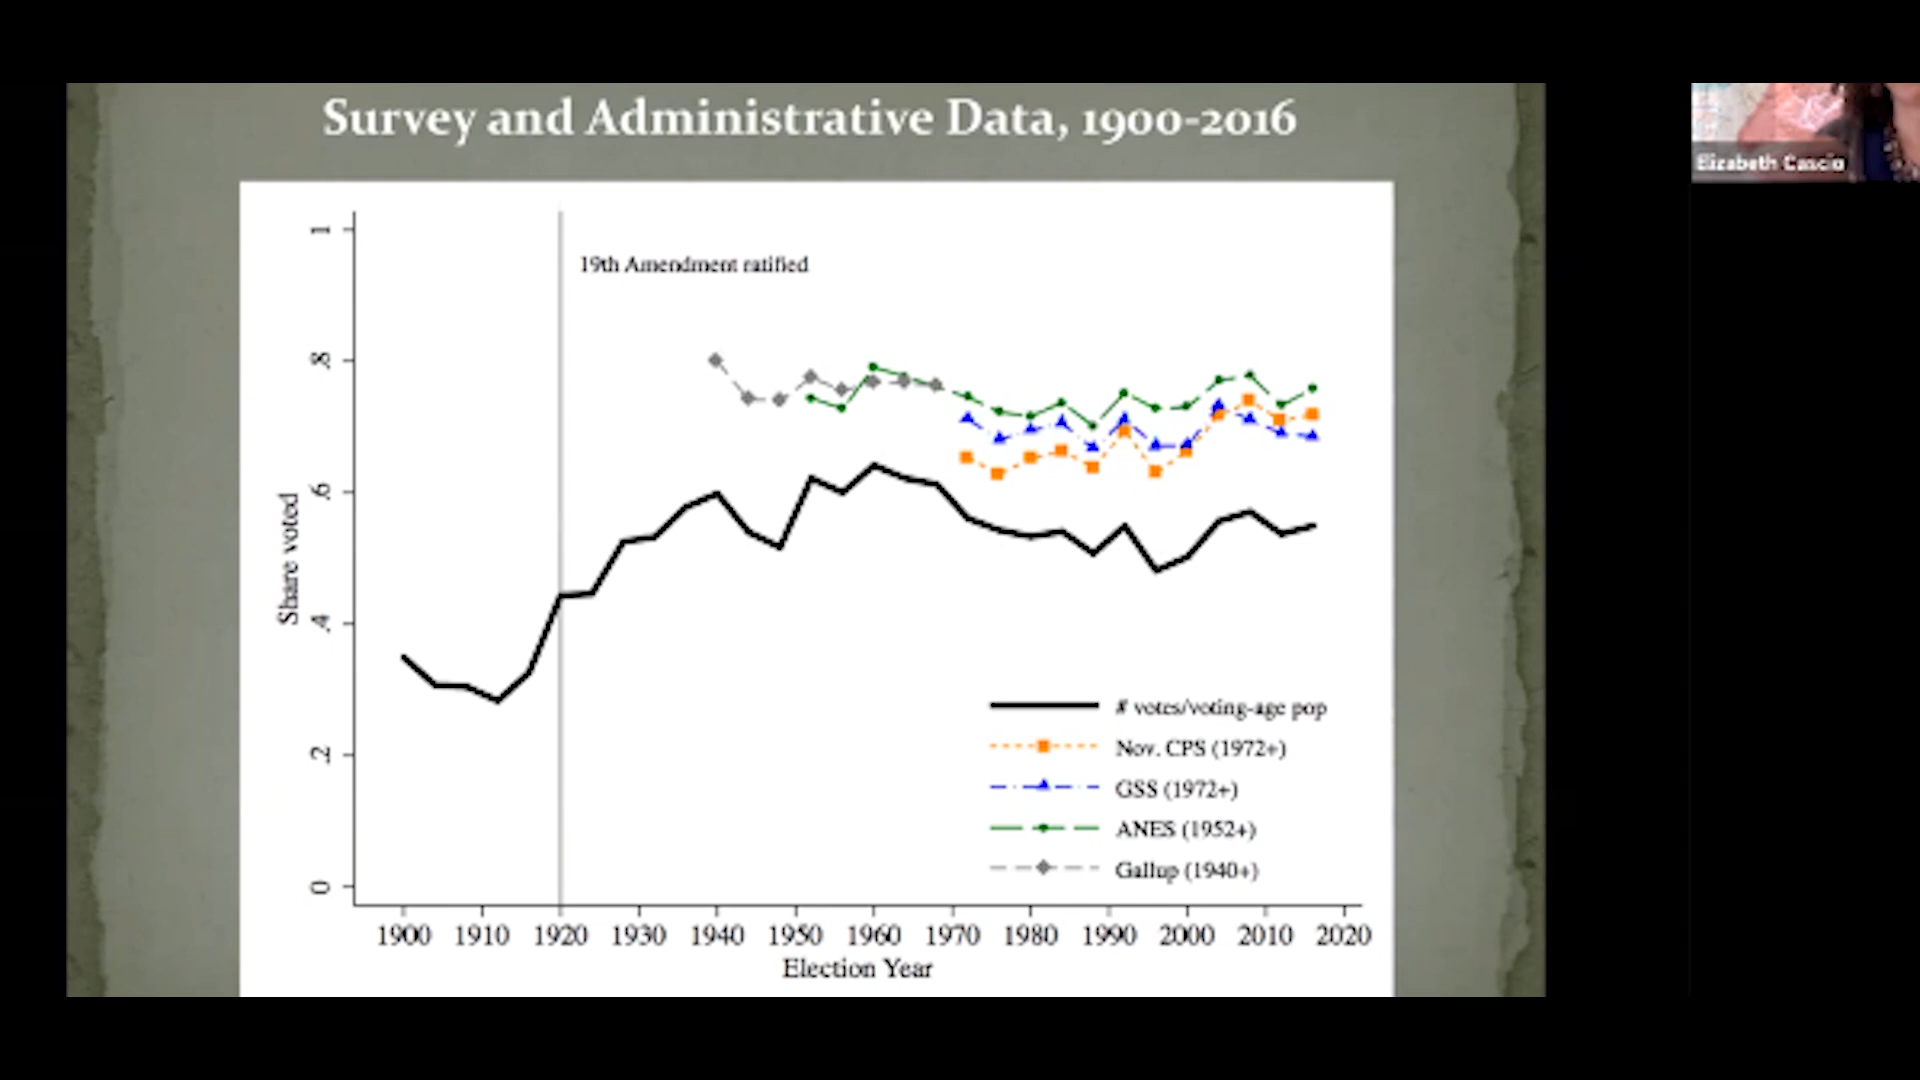 Survey and Administrative Data, 1900-2016
Elizabeth Cascio
1
.8
.6
.4
.2
0
Share voted
19th Amendment ratified
# votes/voting-age pop
Nov. CPS (1972+)
GSS (1972+)
ANES (1952+)
Gallup (1940+)
1900 1910 1920 1930 1940 1950 1960 1970 1980 1990 2000 2010 2020
Election Year